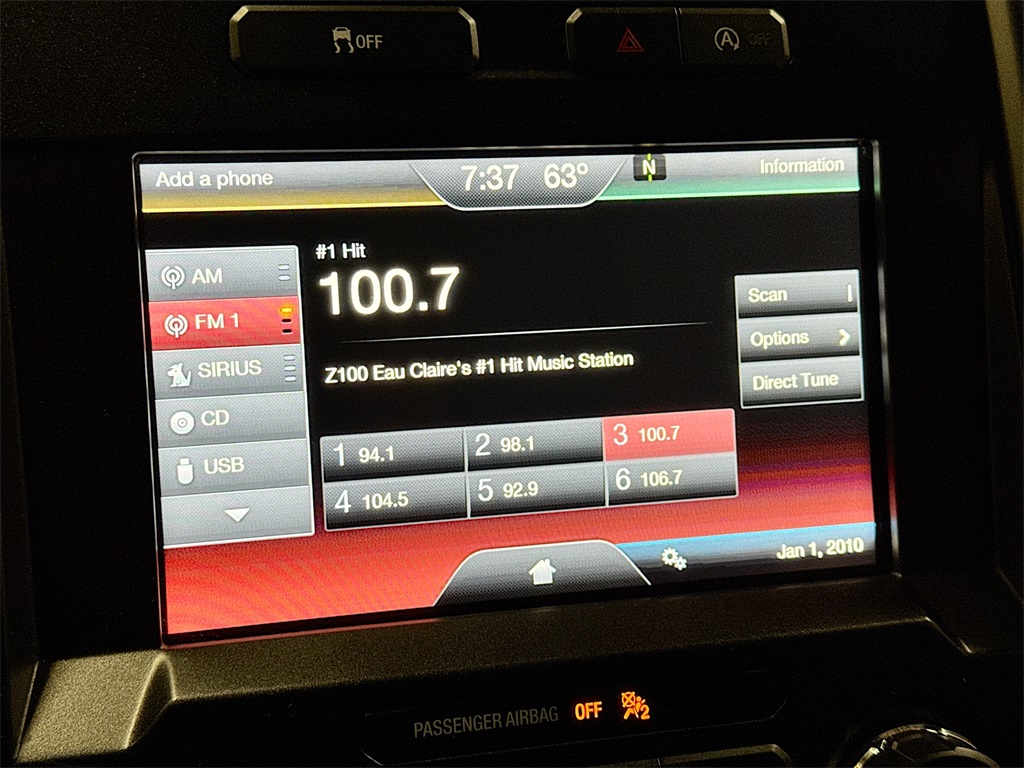 OFF
A OFF
Add a phone
7:37 63°
N
Information
AM
FM 1
SIRIUS
CD
USB
#1 Hit
100.7
Z100 Eau Claire's #1 Hit Music Station
Scan
Options
Direct Tune
1 94.1
2 98.1
3 100.7
4 104.5
5 92.9
6 106.7
Jan 1, 2010
PASSENGER AIRBAG OFF 2